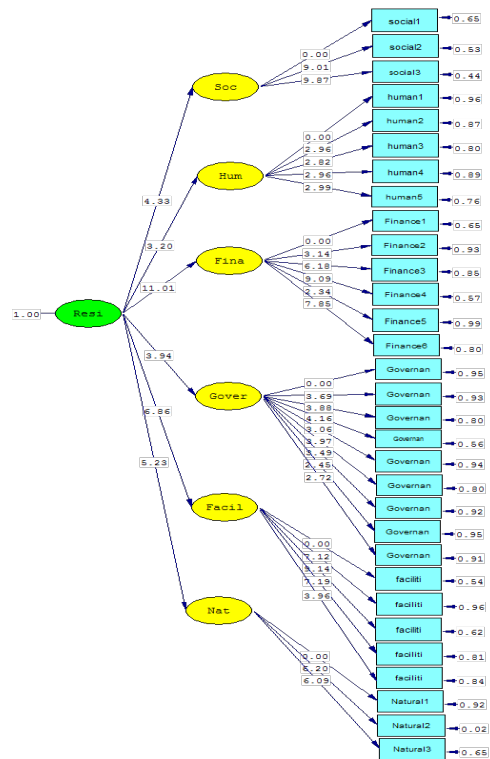 social1
0.65
social2
0.53
social3
0.44
human1
0.96
human2
0.87
human3
0.80
human4
0.89
human5
0.76
Finance1
0.65
Finance2
0.93
Finance3
0.85
Finance4
0.57
Finance5
0.99
Finance6
0.80
Governan
0.95
Governan
0.93
Governan
0.80
Governan
0.56
Governan
0.94
Governan
0.80
Governan
0.92
Governan
0.95
Governan
0.91
faciliti
0.54
faciliti
0.96
faciliti
0.62
faciliti
0.81
faciliti
0.84
Natural1
0.92
Natural2
0.02
Natural3
0.65
0.00
9.01
9.87
Soc
0.00
2.96
2.82
2.96
2.99
Hum
0.00
3.14
6.18
9.09
2.34
7.85
Fina
0.00
3.69
3.88
4.16
3.06
3.97
3.49
2.45
2.72
Gover
0.00
7.12
9.14
7.19
3.96
Facil
0.00
6.20
6.09
Nat
4.33
3.20
11.01
3.94
6.86
5.23
1.00
Resi